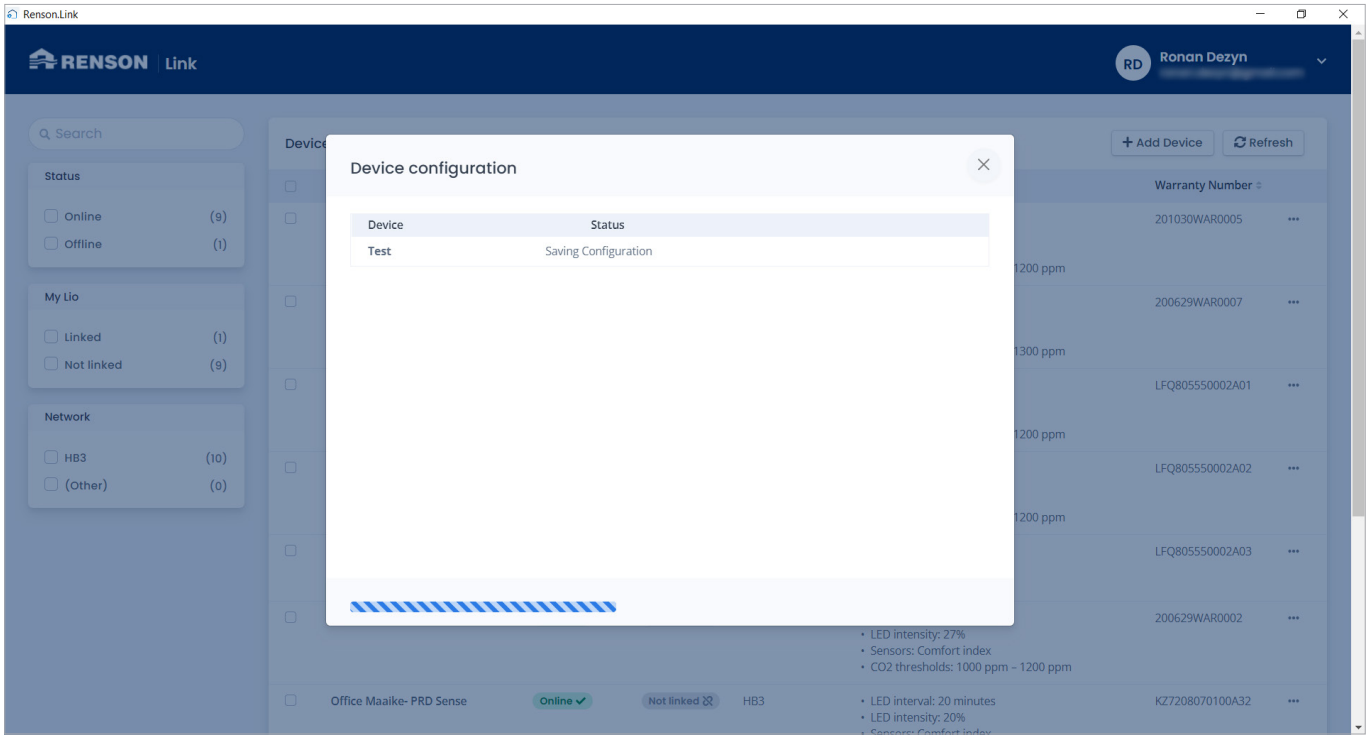 Renson.Link
RENSON Link
RD Ronan Dezyn
Search
Status
Online (9)
Offline (1)
My Lio
Linked (1)
Not linked (9)
Network
HB3 (10)
(Other) (0)
Device
+ Add Device Refresh
Warranty Number
Device configuration
Device Status
Test Saving Configuration
201030WAR0005
1200 ppm
200629WAR0007
1300 ppm
LFQ805550002A01
1200 ppm
LFQ805550002A02
1200 ppm
LFQ805550002A03
200629WAR0002
• LED intensity: 27%
• Sensors: Comfort index
• CO2 thresholds: 1000 ppm – 1200 ppm
Office Maaike- PRD Sense Online Not linked HB3 • LED interval: 20 minutes KZ7208070100A32
• LED intensity: 20%
• Sensors: Comfort index